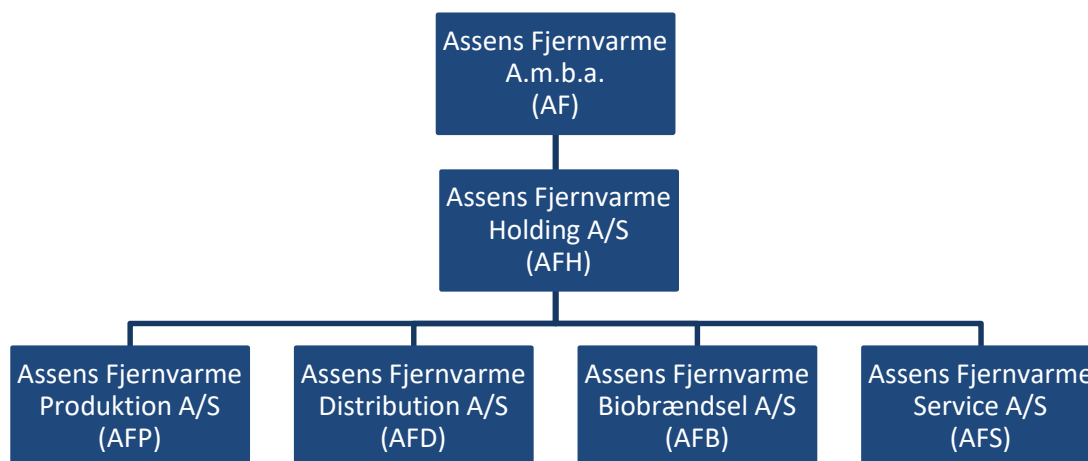 Assens Fjernvarme
A.m.b.a.
(AF)
Assens Fjernvarme
Holding A/S
(AFH)
Assens Fjernvarme
Produktion A/S
(AFP)
Assens Fjernvarme
Distribution A/S
(AFD)
Assens Fjernvarme
Biobrændsel A/S
(AFB)
Assens Fjernvarme
Service A/S
(AFS)